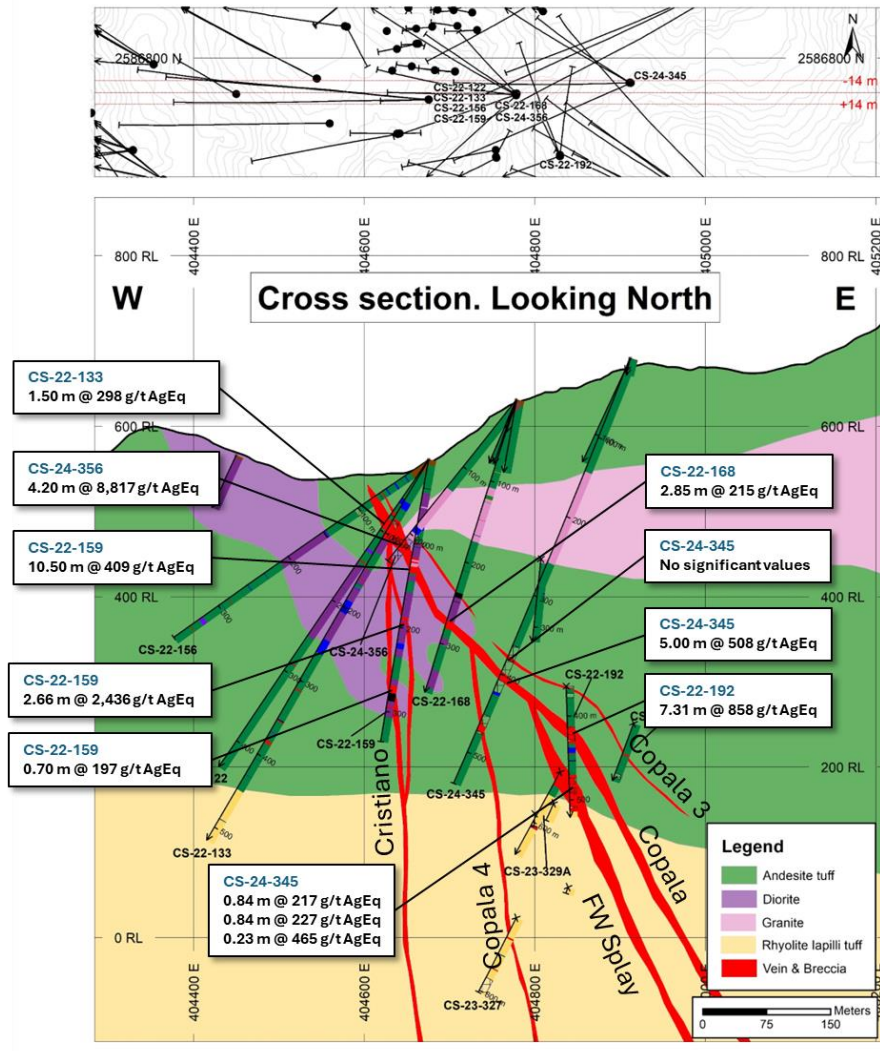 N
2586800 N
2586800 N
CS-24-345
-14 m
+14 m
CS-22-122
CS-22-133
CS-22-156
CS-22-159
CS-22-168
CS-24-356
CS-22-192
404400 E
404600 E
404800 E
405000 E
405200 E
800 RL
800 RL
W
Cross section. Looking North
E
CS-22-133
1.50 m @ 298 g/t AgEq
600 RL
600 RL
CS-24-356
4.20 m @ 8,817 g/t AgEq
CS-22-168
2.85 m @ 215 g/t AgEq
CS-22-159
10.50 m @ 409 g/t AgEq
CS-24-345
No significant values
400 RL
400 RL
CS-24-345
5.00 m @ 508 g/t AgEq
CS-22-156
CS-24-356
CS-22-192
CS-22-192
7.31 m @ 858 g/t AgEq
CS-22-159
2.66 m @ 2,436 g/t AgEq
CS-22-168
CS-22-159
CS-22-159
0.70 m @ 197 g/t AgEq
22
CS-24-345
200 RL
200 RL
CS-22-133
Cristiano
Copala 4
CS-23-329A
FW Splay
Copala
Copala 3
CS-24-345
0.84 m @ 217 g/t AgEq
0.84 m @ 227 g/t AgEq
0.23 m @ 465 g/t AgEq
0 RL
CS-23-327
Legend
Andesite tuff
Diorite
Granite
Rhyolite lapilli tuff
Vein & Breccia
Meters
0 75 150
404400 E
404600 E
404800 E
405000 E